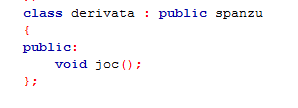 class derivata : public spanzu
{
public:
    void joc();
};